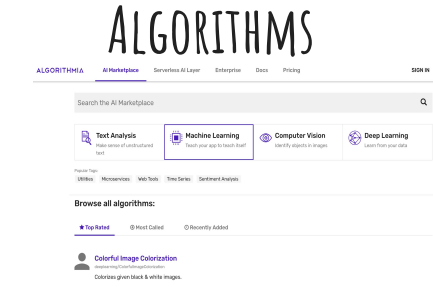 ALGORITHMS
ALGORITHMIA AI Marketplace Serverless AI Layer Enterprise Docs Pricing SIGN IN
Search the AI Marketplace
Text Analysis
Make sense of unstructured
text
Machine Learning
Teach your app to teach itself
Computer Vision
Identify objects in images
Deep Learning
Learn from your data
Popular Tags:
Utilities Microservices Web Tools Time Series Sentiment Analysis
Browse all algorithms:
Top Rated Most Called Recently Added
Colorful Image Colorization
deeplearning/ColorfulImageColorization
Colorizes given black & white images.